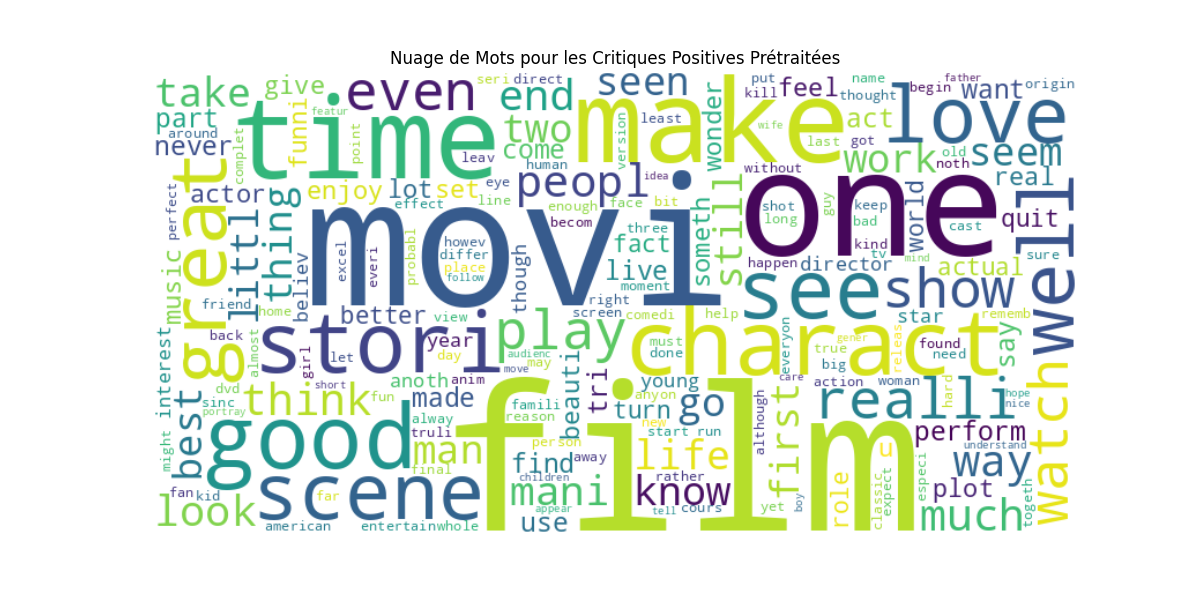 Nuage de Mots pour les Critiques Positives Prétraitées
take give even seri direct end seen put feel name father begin want origin
part around never complet featur funni time point leav two come human version least make wonder kill wife thought last act got love old noth seem
great perfect actor thing enjoy lot effect set eye line peopl idea enough face becom bit without shot long guy work keep bad kind real world cast quit
music littl believ friend home movi excel everi probabl howev differ place follow though three fact live moment right someth still one happen director tv mind actual sure well
interest back almost stori girl let better view year day play screen comedi audienc may move help see must done charact everyon true big gener releas show star found need rememb say
might best dvd sinc portray think short fun anoth anim alway made truli good final famili reason person beauti tri young anyon turn new start run go care action woman although first realli hard hope nice perform understand watch
look fan kid american far scene entertain whole man film find children mani appear use away life rather know tell cours yet boy role u classic expect especi plot way much togeth